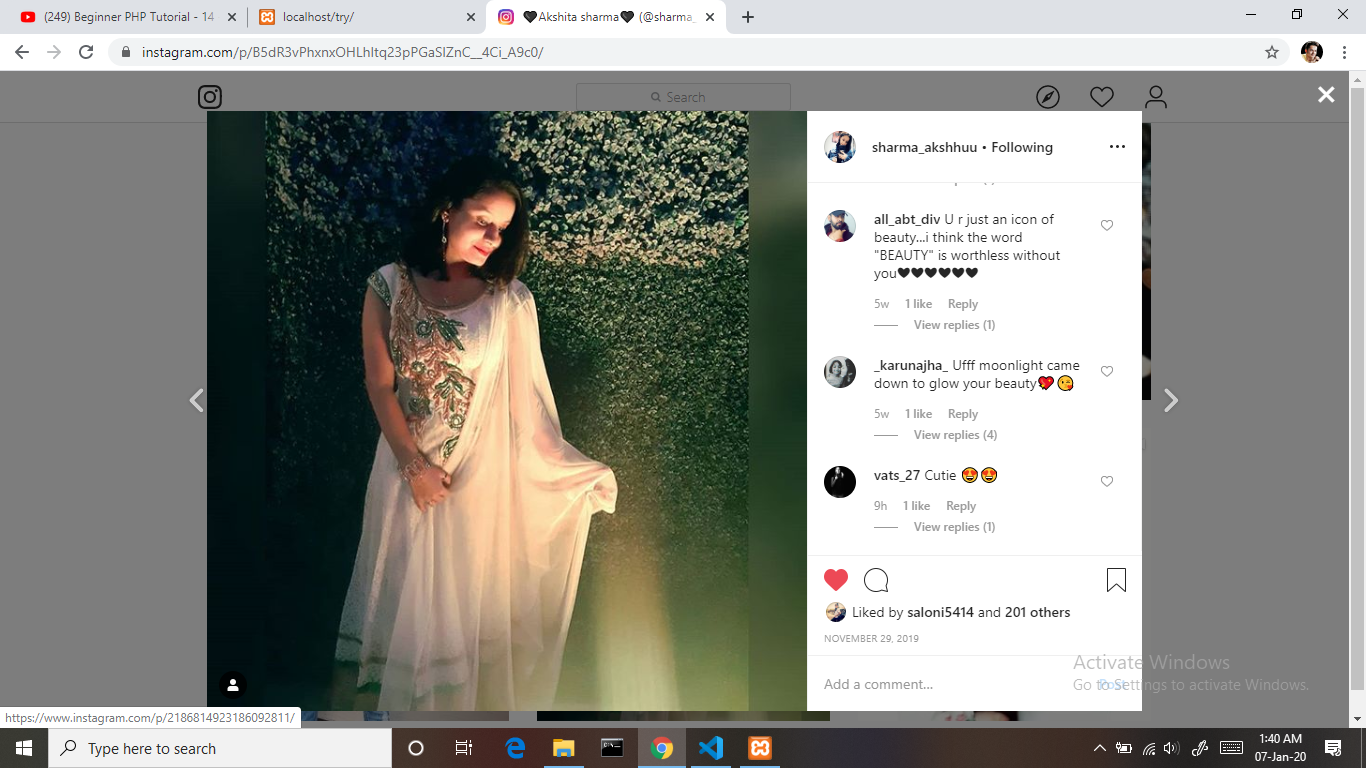 (249) Beginner PHP Tutorial - 14
localhost/try/
🖤Akshita sharma🖤 (@sharma_
instagram.com/p/B5dR3vPhxnxOHLhItq23pPGaSlZnC__4Ci_A9c0/
Search
sharma_akshhuu • Following
all_abt_div U r just an icon of
beauty...i think the word
"BEAUTY" is worthless without
you🖤🖤🖤🖤🖤🖤
5w 1 like Reply
View replies (1)
_karunajha_ Ufff moonlight came
down to glow your beauty💖😘
5w 1 like Reply
View replies (4)
vats_27 Cutie 😍😍
9h 1 like Reply
View replies (1)
Liked by saloni5414 and 201 others
NOVEMBER 29, 2019
Add a comment...
Post
Activate Windows
Go to Settings to activate Windows.
https://www.instagram.com/p/2186814923186092811/
Type here to search
1:40 AM
07-Jan-20